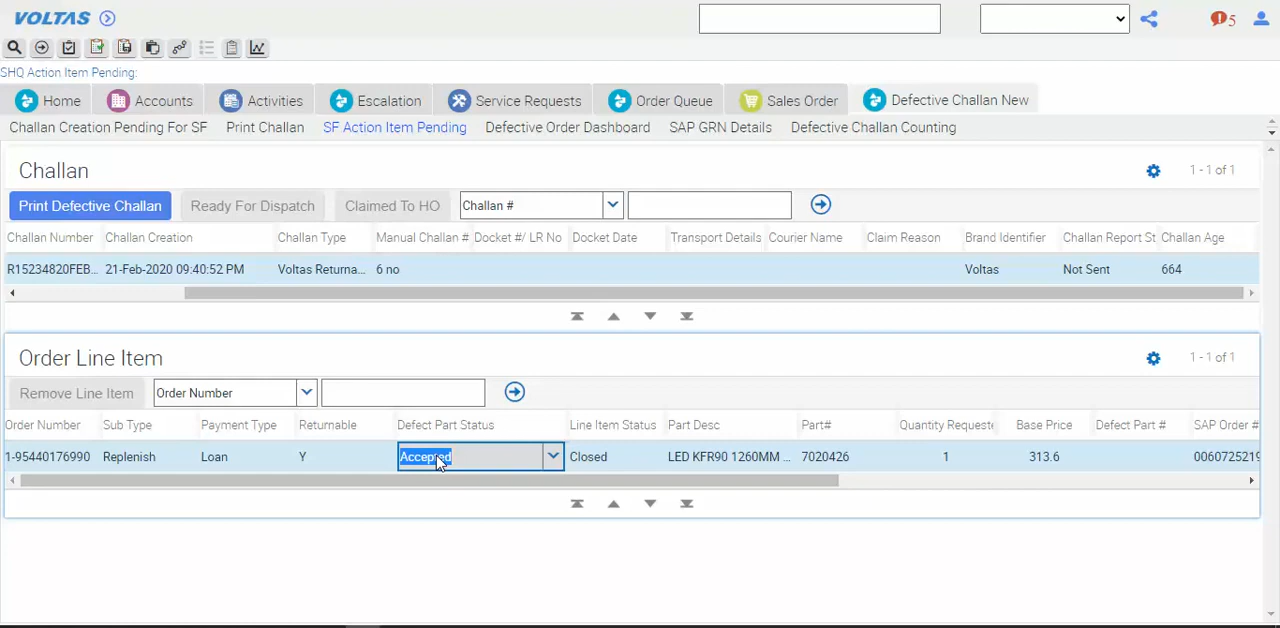 VOLTAS
5
SHQ Action Item Pending:
Home Accounts Activities Escalation Service Requests Order Queue Sales Order Defective Challan New
Challan Creation Pending For SF Print Challan SF Action Item Pending Defective Order Dashboard SAP GRN Details Defective Challan Counting
Challan 1 - 1 of 1
Print Defective Challan Ready For Dispatch Claimed To HO Challan #
Challan Number Challan Creation Challan Type Manual Challan # Docket #/ LR No Docket Date Transport Details Courier Name Claim Reason Brand Identifier Challan Report St Challan Age
R15234820FEB... 21-Feb-2020 09:40:52 PM Voltas Returna... 6 no Voltas Not Sent 664
Order Line Item 1 - 1 of 1
Remove Line Item Order Number
Order Number Sub Type Payment Type Returnable Defect Part Status Line Item Status Part Desc Part# Quantity Requeste Base Price Defect Part # SAP Order #
1-95440176990 Replenish Loan Y Accepted Closed LED KFR90 1260MM ... 7020426 1 313.6 0060725219